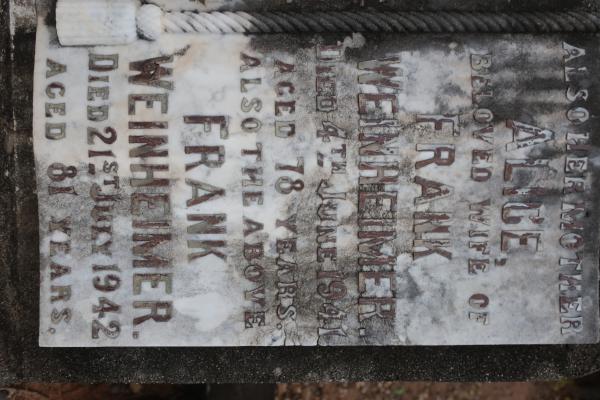 ALSO HER MOTHER
ALICE,
BELOVED WIFE OF
FRANK
WEINHEIMER.
DIED 4TH JUNE 1941
AGED 78 YEARS.
ALSO THE ABOVE
FRANK
WEINHEIMER.
DIED 21ST JULY 1942
AGED 81 YEARS.